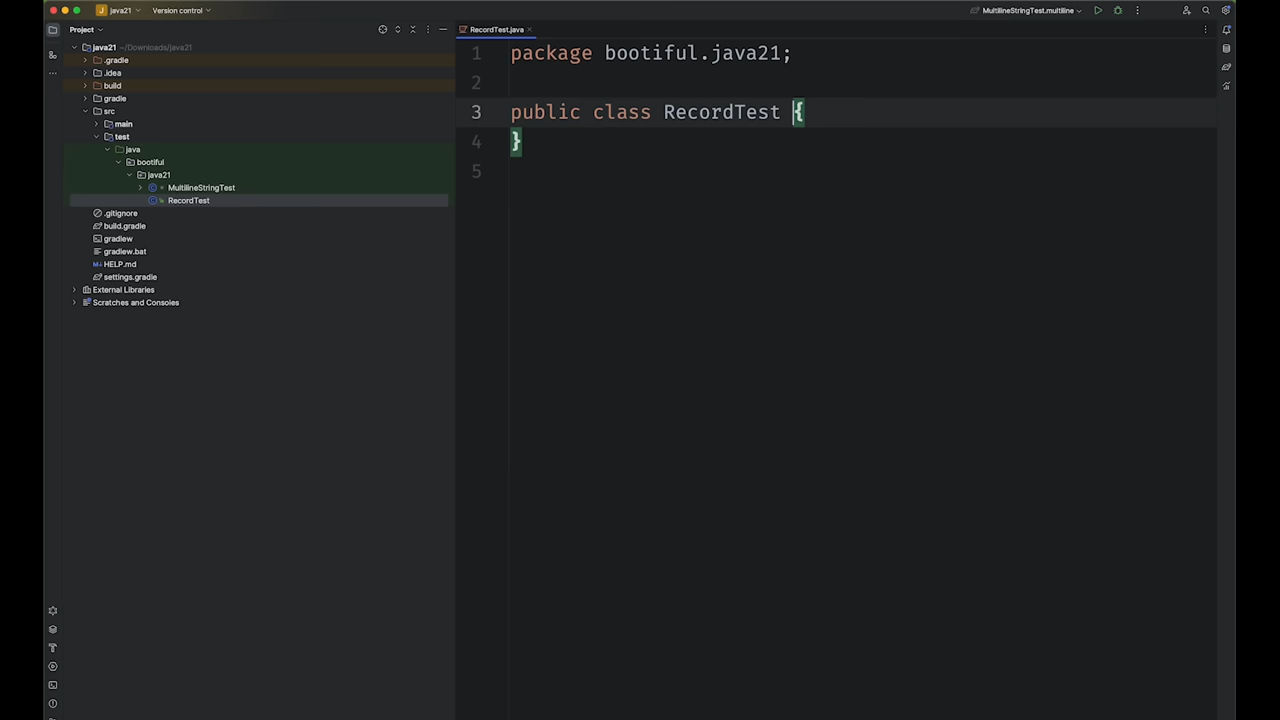 java21
Version control
MultilineStringTest.multiline
Project
RecordTest.java
java21 ~/Downloads/java21
.gradle
.idea
build
gradle
src
main
test
java
bootiful
java21
MultilineStringTest
RecordTest
.gitignore
build.gradle
gradlew
gradlew.bat
HELP.md
settings.gradle
External Libraries
Scratches and Consoles
1 package bootiful.java21;
2
3 public class RecordTest {
4 }
5